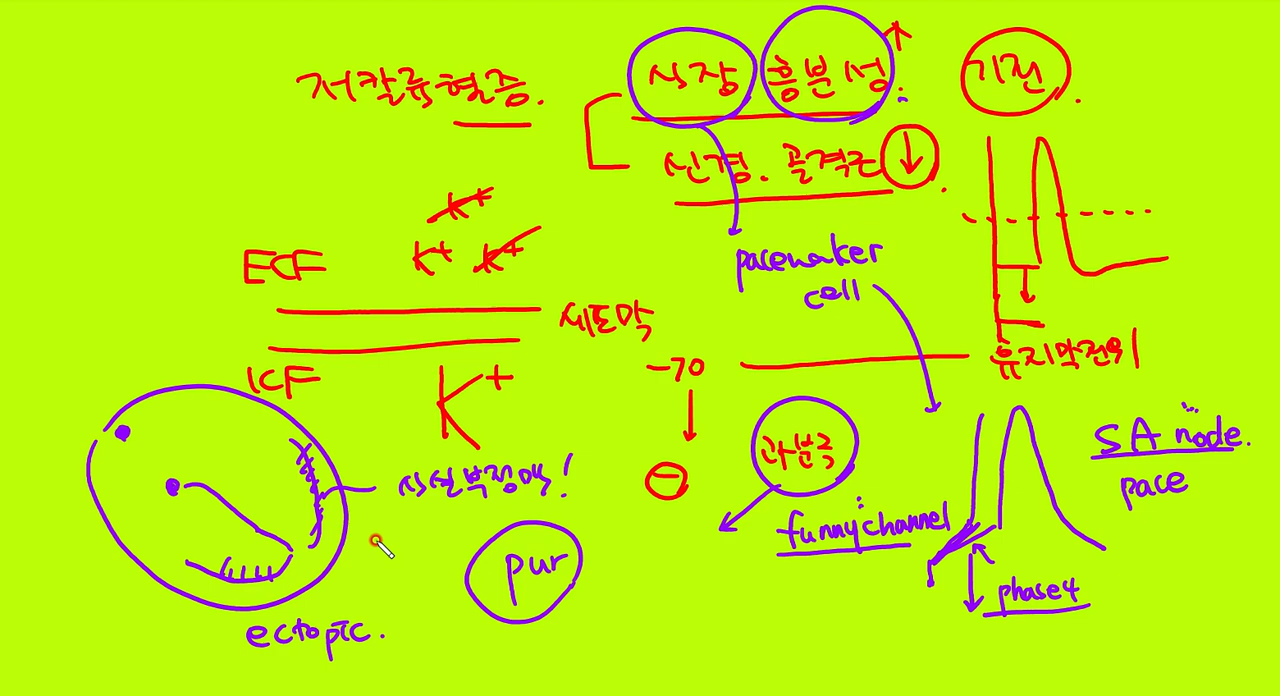 저칼륨혈증.
심장 흥분성↑.
기전.
신경. 골격근↓.
K+
ECF K+ K+
세포막
ICF K+
-70
유지막전위
pacemaker
cell
과분극
⊖
funny channel
SA node.
pace
phase4
심실부정맥!
pur
ectopic.